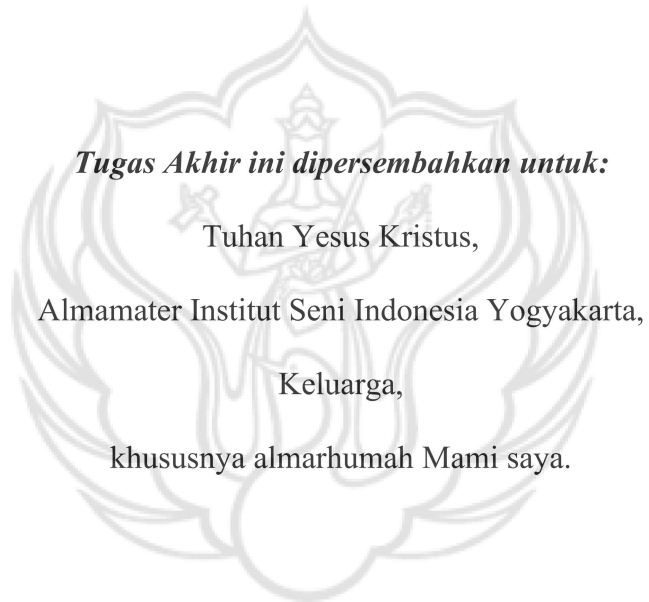 Tugas Akhir ini dipersembahkan untuk:
Tuhan Yesus Kristus,
Almamater Institut Seni Indonesia Yogyakarta,
Keluarga,
khususnya almarhumah Mami saya.